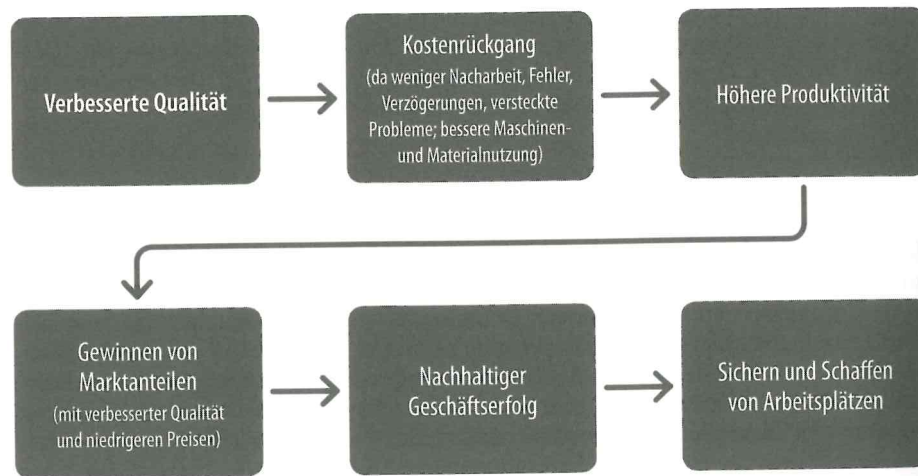 Verbesserte Qualität
Kostenrückgang
(da weniger Nacharbeit, Fehler,
Verzögerungen, versteckte
Probleme; bessere Maschinen-
und Materialnutzung)
Höhere Produktivität
Gewinnen von
Marktanteilen
(mit verbesserter Qualität
und niedrigeren Preisen)
Nachhaltiger
Geschäftserfolg
Sichern und Schaffen
von Arbeitsplätzen